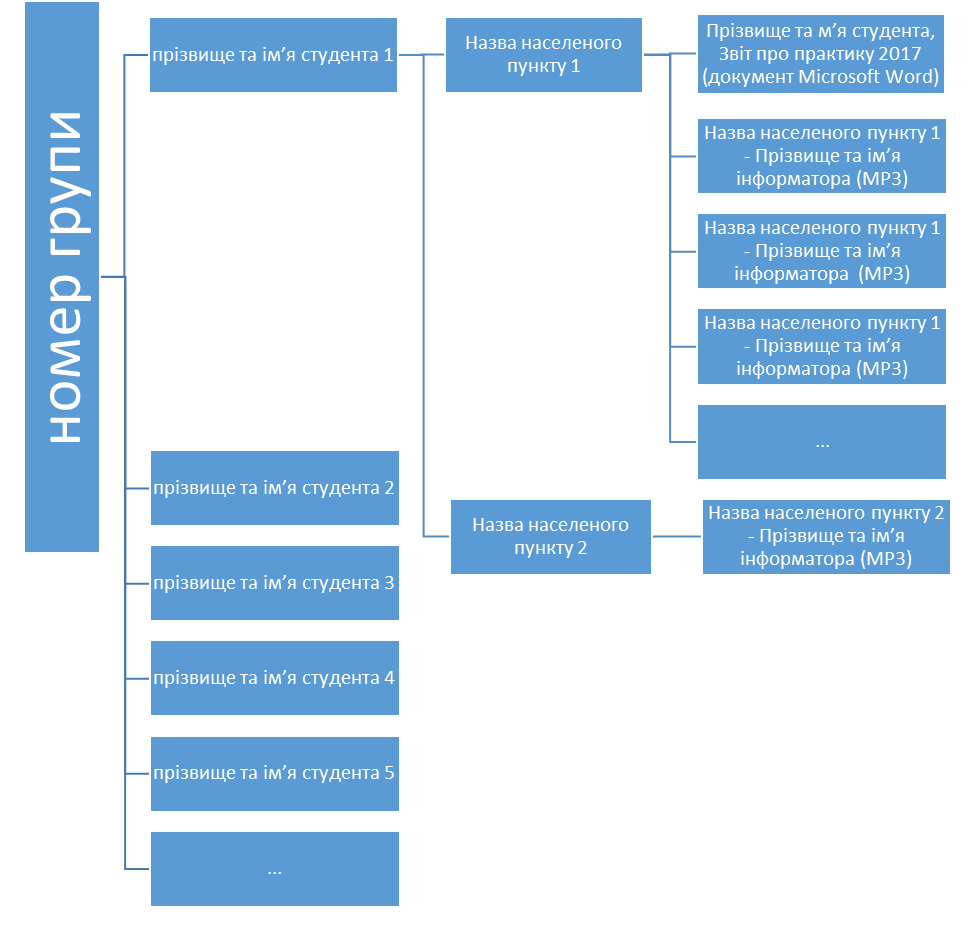 номер групи
прізвище та ім’я студента 1
Назва населеного
пункту 1
Прізвище та м’я студента,
Звіт про практику 2017
(документ Microsoft Word)
Назва населеного пункту 1
- Прізвище та ім’я
інформатора (МР3)
Назва населеного пункту 1
- Прізвище та ім’я
інформатора (МР3)
Назва населеного пункту 1
- Прізвище та ім’я
інформатора (МР3)
...
Назва населеного
пункту 2
Назва населеного пункту 2
- Прізвище та ім’я
інформатора (МР3)
прізвище та ім’я студента 2
прізвище та ім’я студента 3
прізвище та ім’я студента 4
прізвище та ім’я студента 5
...